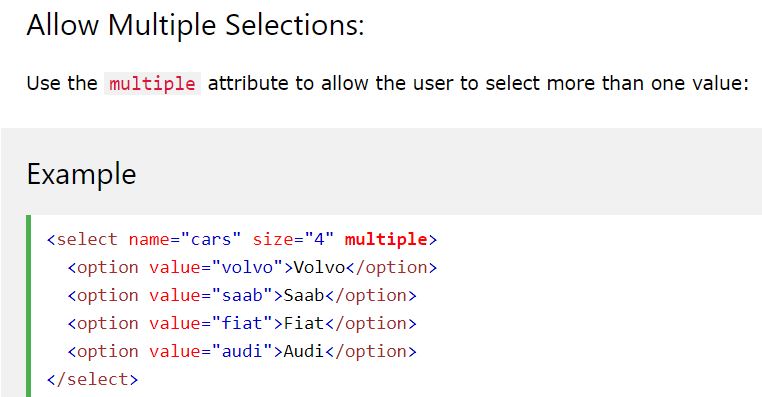 Allow Multiple Selections:
Use the multiple attribute to allow the user to select more than one value:
Example
<select name="cars" size="4" multiple>
  <option value="volvo">Volvo</option>
  <option value="saab">Saab</option>
  <option value="fiat">Fiat</option>
  <option value="audi">Audi</option>
</select>